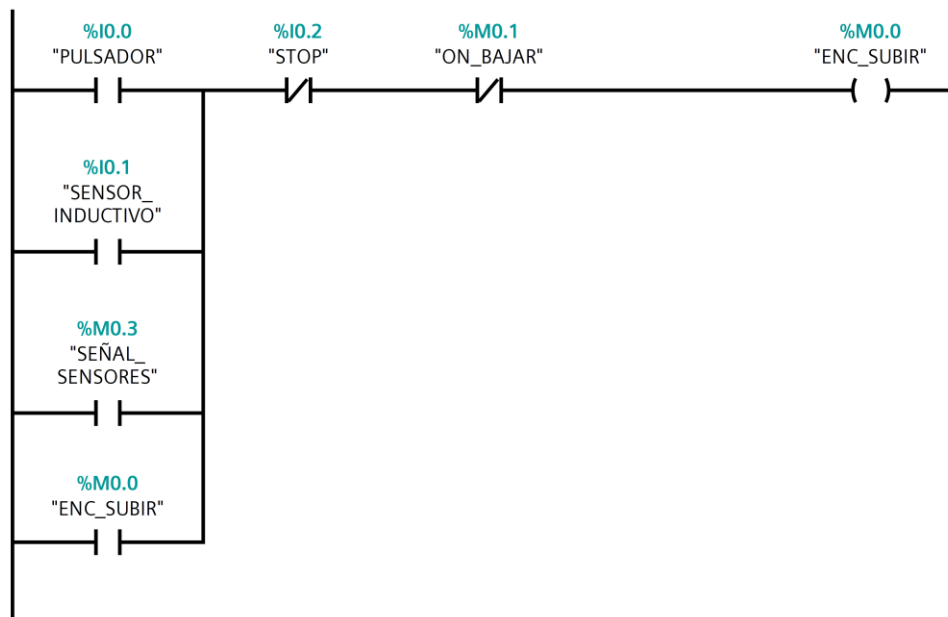 %I0.0 %I0.2 %M0.1 %M0.0
"PULSADOR" "STOP" "ON_BAJAR" "ENC_SUBIR"
%I0.1
"SENSOR_
INDUCTIVO"
%M0.3
"SEÑAL_
SENSORES"
%M0.0
"ENC_SUBIR"